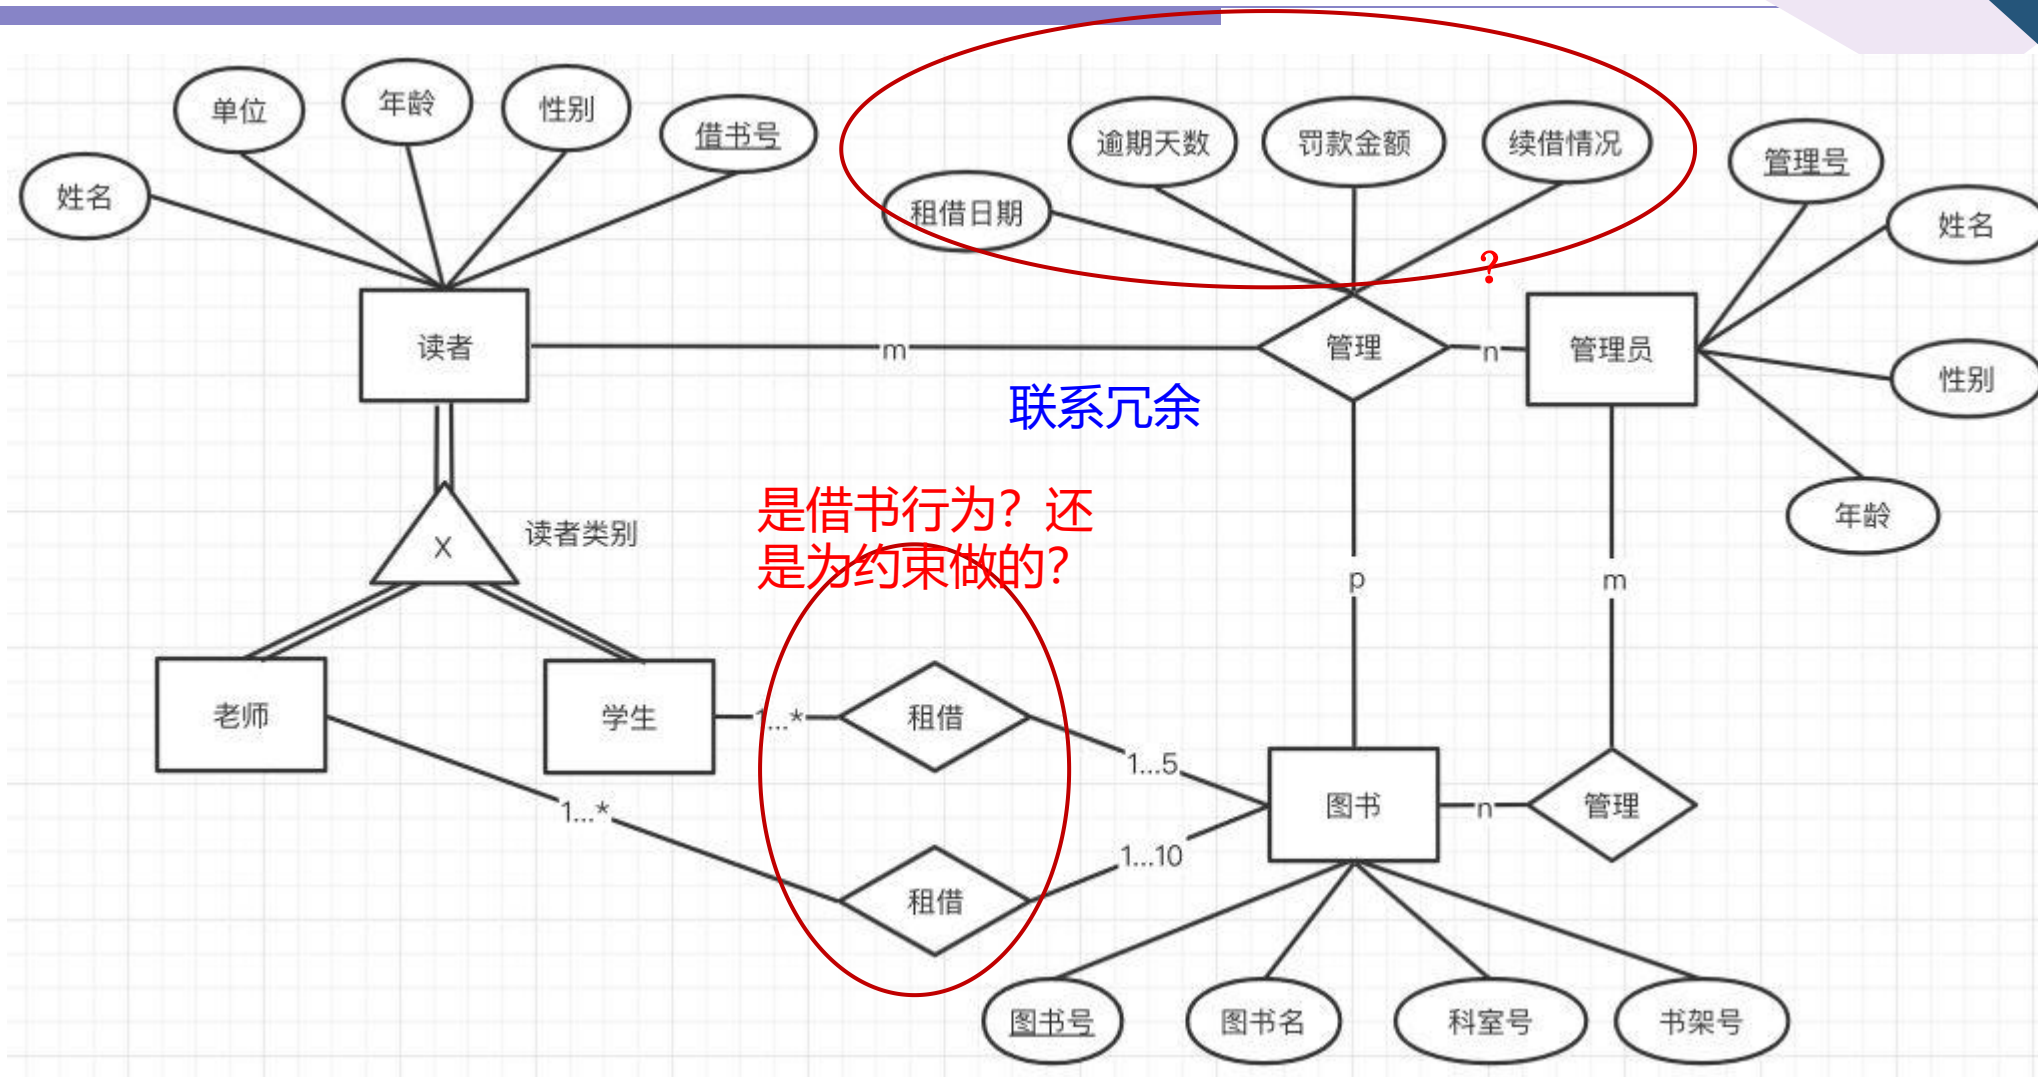 单位
年龄
性别
借书号
姓名
逾期天数
罚款金额
续借情况
租借日期
管理号
姓名
?
读者
m
管理
n
管理员
性别
联系冗余
年龄
是借书行为？还
是为约束做的？
X
读者类别
p
m
老师
学生
1...*
租借
1...5
1...*
图书
n
管理
1...10
租借
图书号
图书名
科室号
书架号